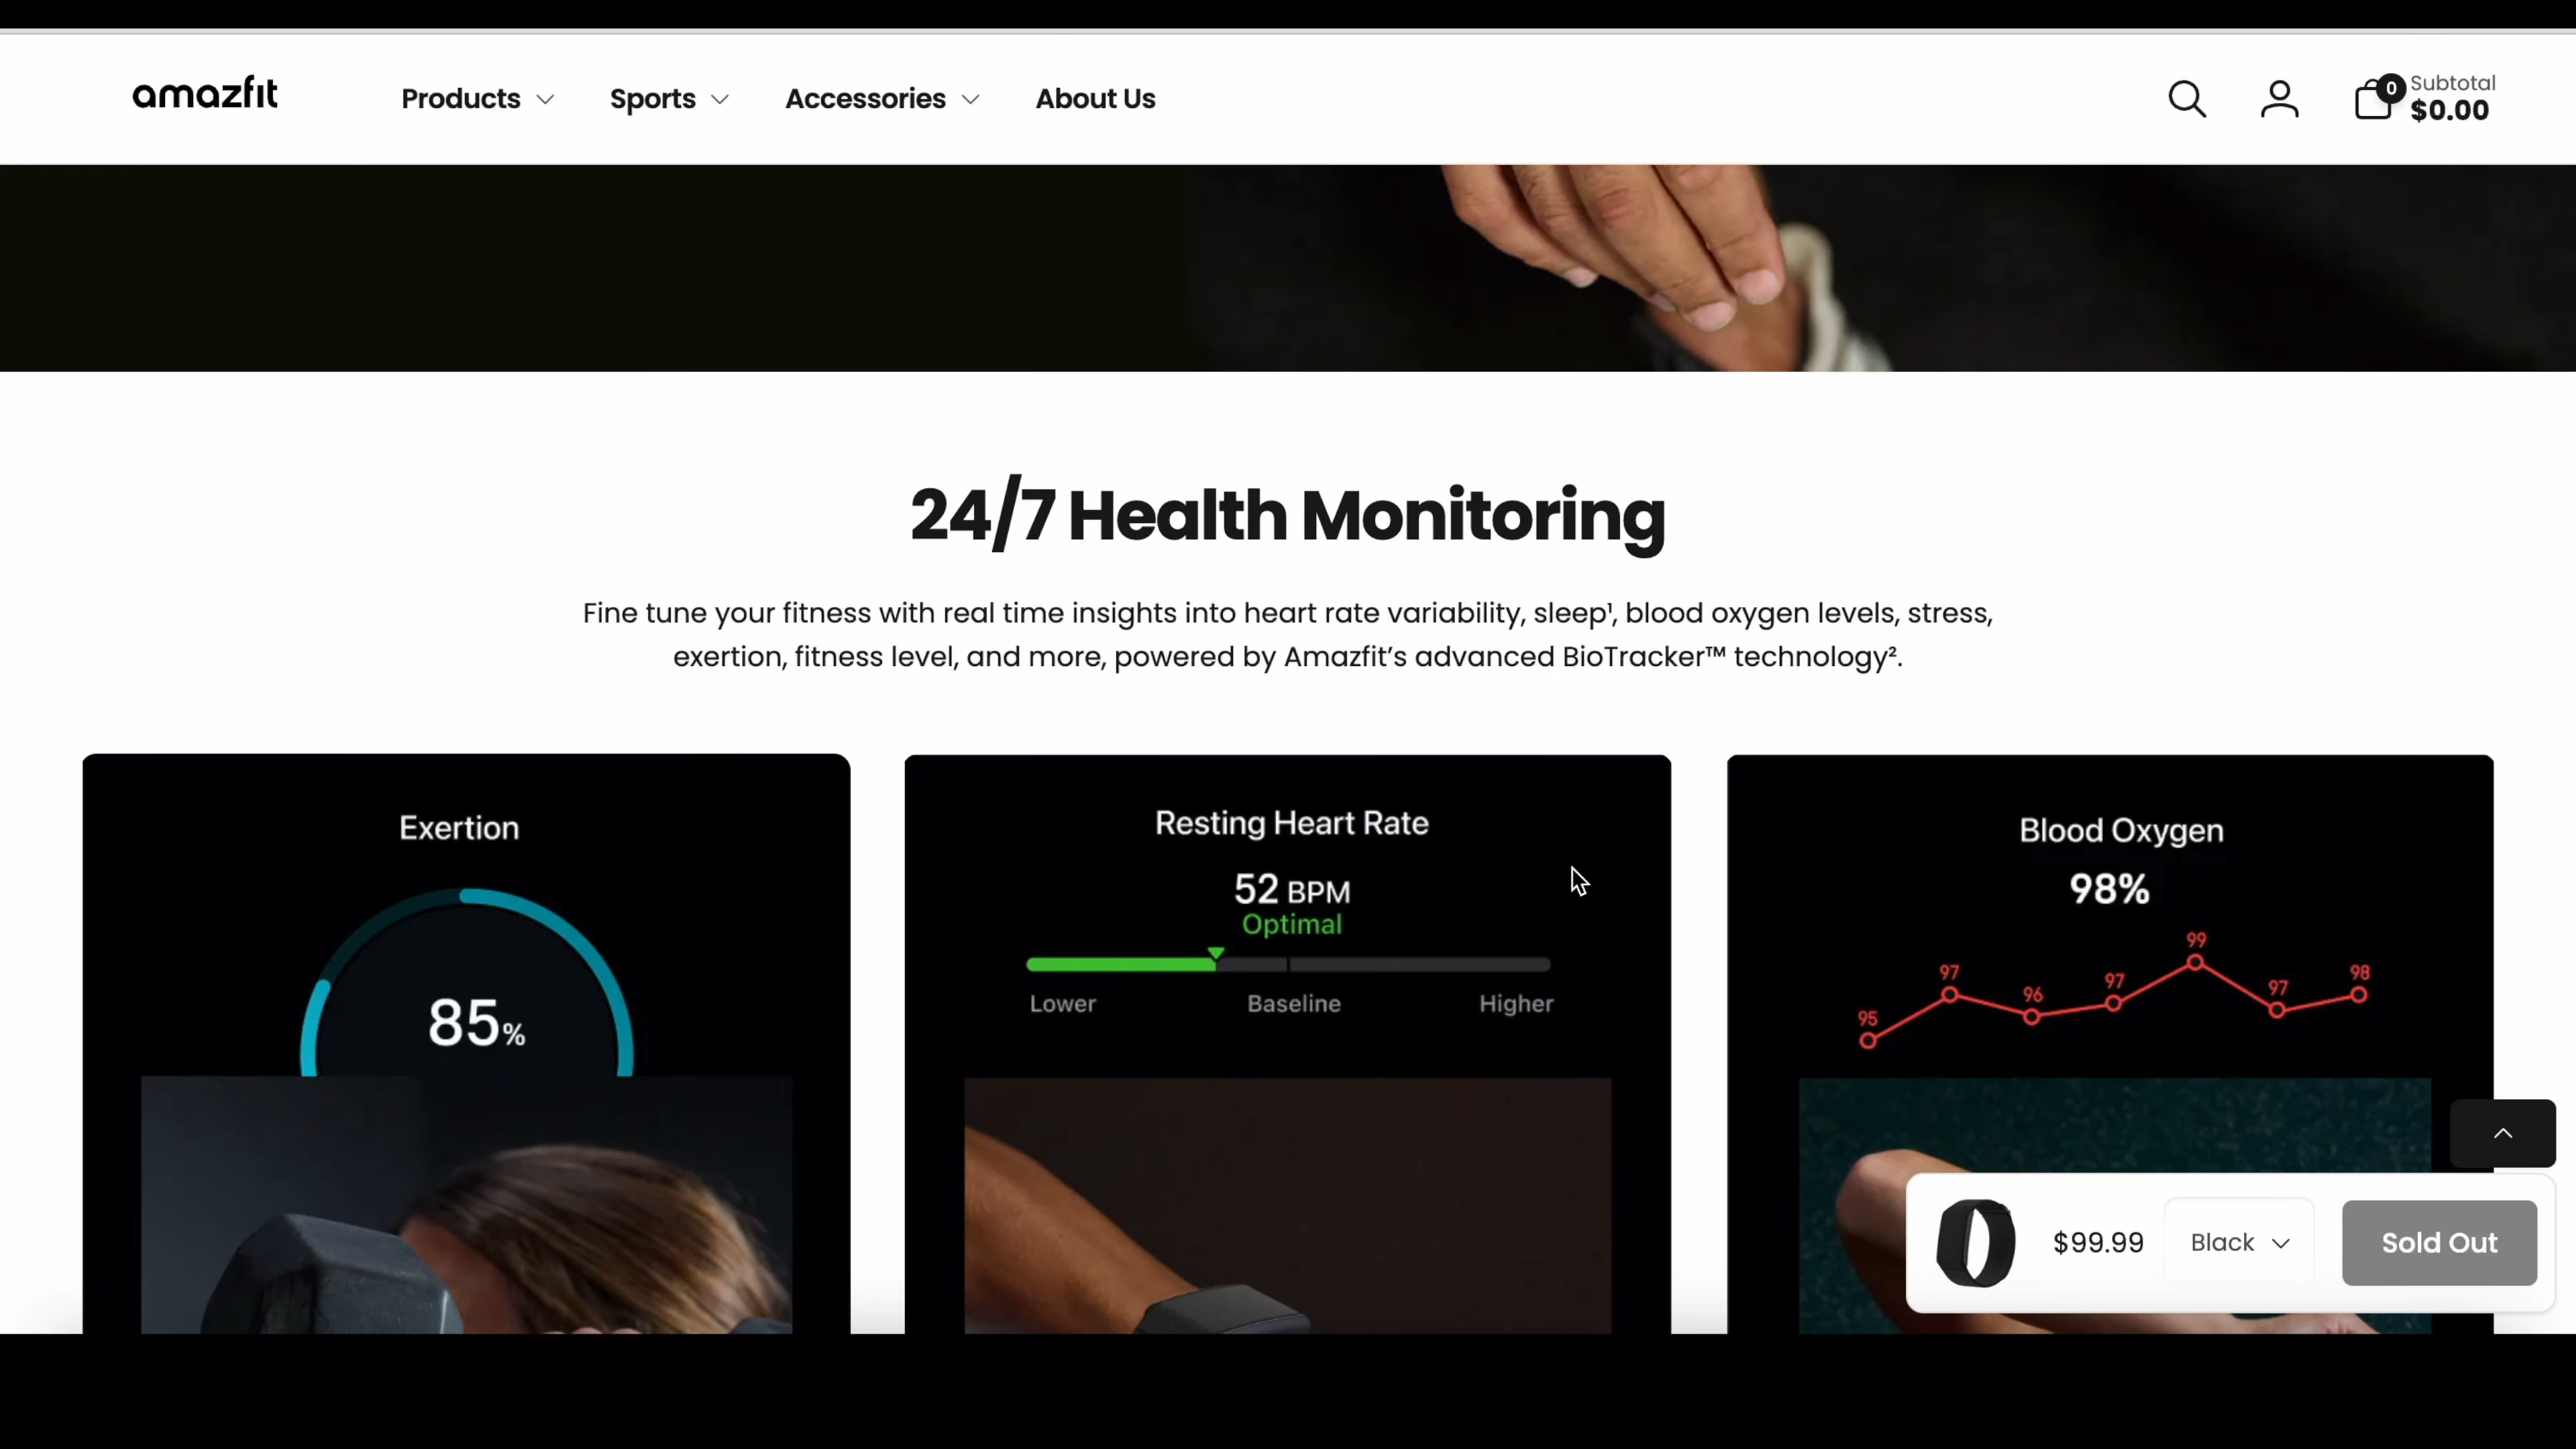 amazfit
Products
Sports
Accessories
About Us
0
Subtotal
$0.00
24/7 Health Monitoring
Fine tune your fitness with real time insights into heart rate variability, sleep¹, blood oxygen levels, stress,
exertion, fitness level, and more, powered by Amazfit’s advanced BioTracker™ technology².
Exertion
85%
Resting Heart Rate
52 BPM
Optimal
Lower
Baseline
Higher
Blood Oxygen
98%
95
97
96
97
99
97
98
$99.99
Black
Sold Out